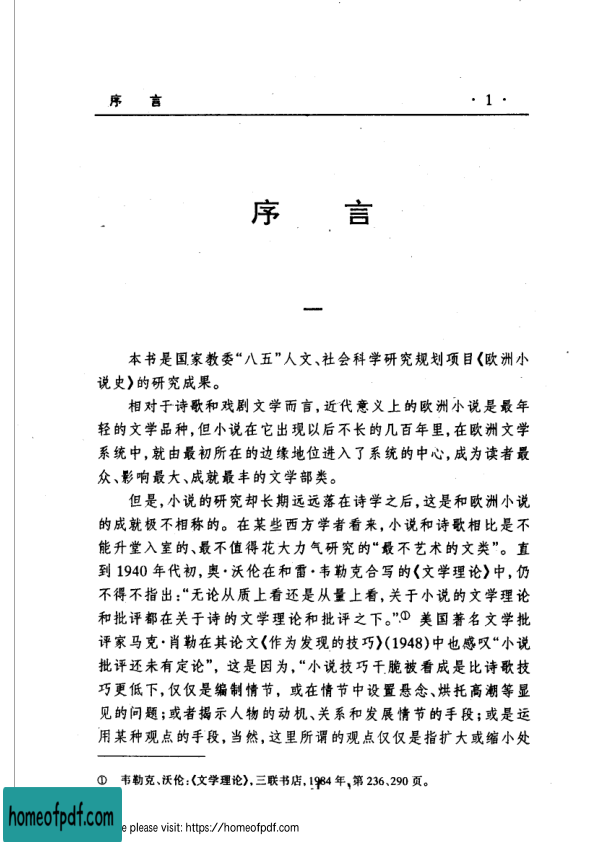 序 言 ·1·
序 言
一
本书是国家教委“八五”人文、社会科学研究规划项目《欧洲小
说史》的研究成果。
相对于诗歌和戏剧文学而言,近代意义上的欧洲小说是最年
轻的文学品种,但小说在它出现以后不长的几百年里,在欧洲文学
系统中,就由最初所在的边缘地位进入了系统的中心,成为读者最
众、影响最大、成就最丰的文学部类。
但是,小说的研究却长期远远落在诗学之后,这是和欧洲小说
的成就极不相称的。在某些西方学者看来,小说和诗歌相比是不
能升堂入室的、最不值得花大力气研究的“最不艺术的文类”。直
到1940年代初,奥·沃伦在和雷·韦勒克合写的《文学理论》中,仍
不得不指出:“无论从质上看还是从量上看,关于小说的文学理论
和批评都在关于诗的文学理论和批评之下。”① 美国著名文学批
评家马克·肖勒在其论文《作为发现的技巧》(1948)中也感叹“小说
批评还未有定论”, 这是因为,“小说技巧干脆被看成是比诗歌技
巧更低下,仅仅是编制情节, 或在情节中设置悬念、烘托高潮等显
见的问题;或者揭示人物的动机、关系和发展情节的手段;或是运
用某种观点的手段,当然,这里所谓的观点仅仅是指扩大或缩小处
① 韦勒克、沃伦:《文学理论》,三联书店,1984年,第236、290页。
homeofpdf.com
e please visit: https://homeofpdf.com